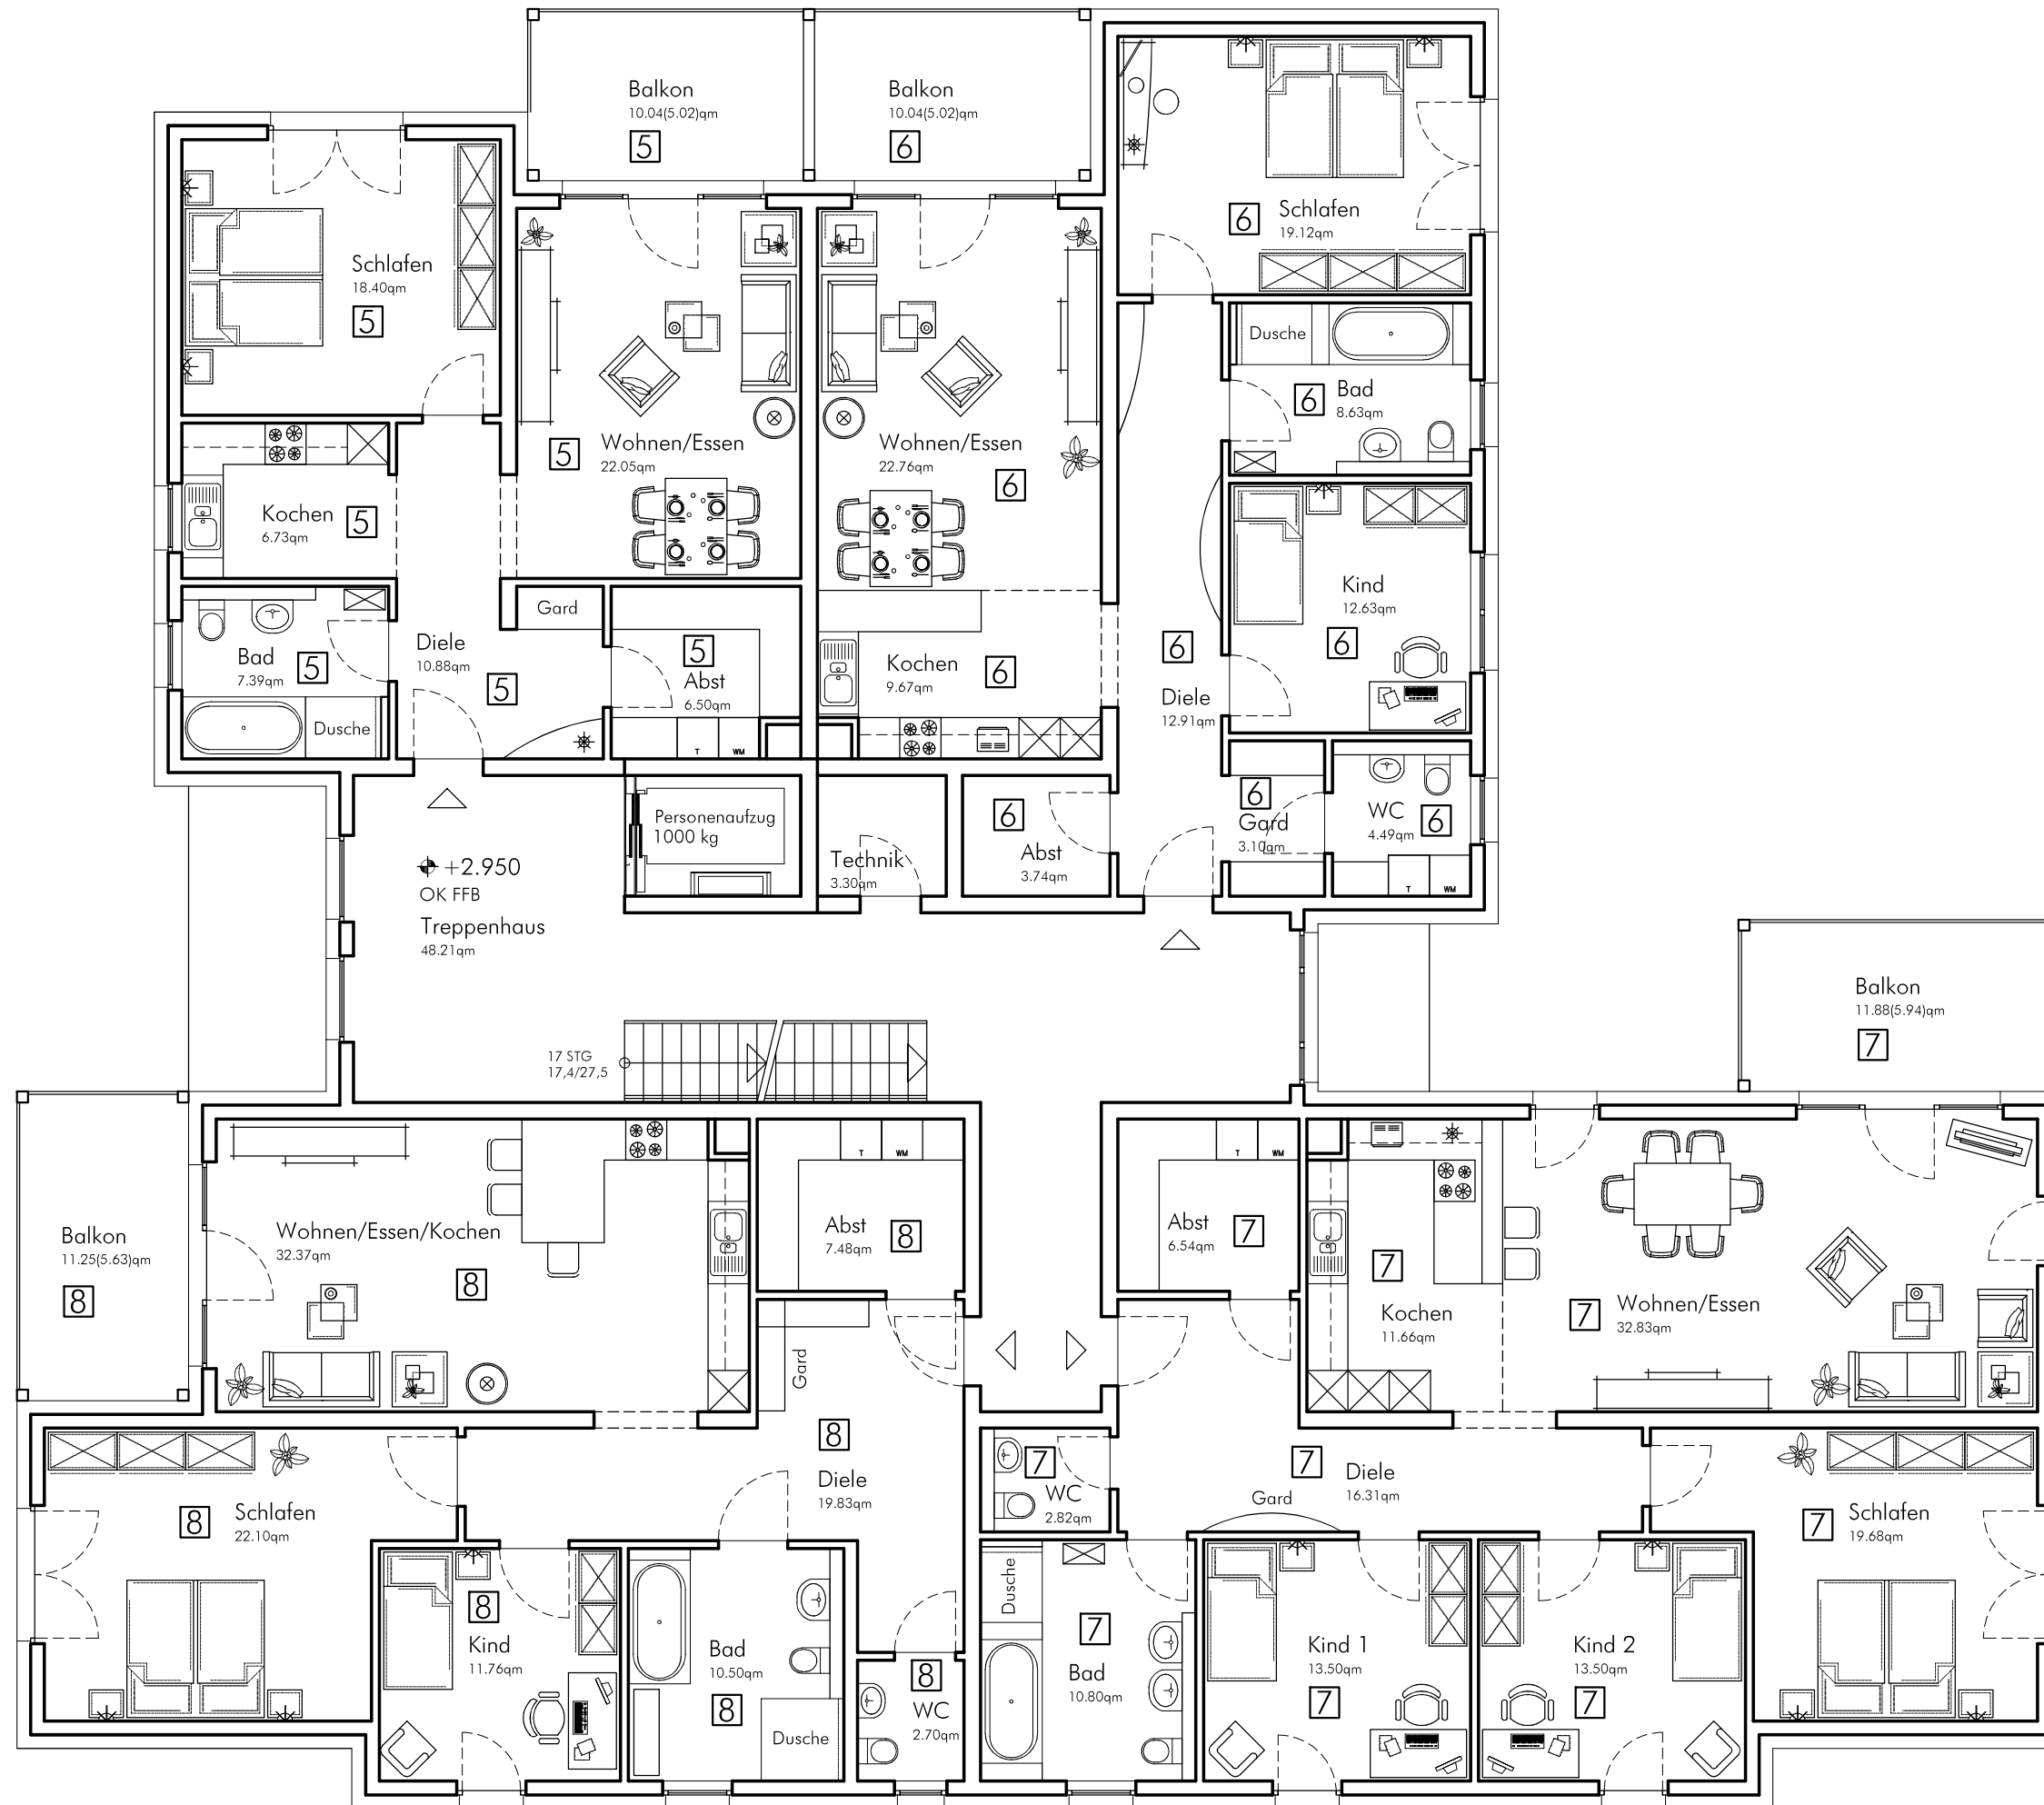 Balkon
10.04(5.02)qm
5
Balkon
10.04(5.02)qm
6
Schlafen
18.40qm
5
6
Schlafen
19.12qm
Dusche
6
Bad
8.63qm
Wohnen/Essen
22.05qm
5
Wohnen/Essen
22.76qm
6
Kochen
6.73qm
5
Kind
12.63qm
6
Gard
Bad
7.39qm
5
Dusche
Diele
10.88qm
5
5
Abst
6.50qm
T
WM
Kochen
9.67qm
6
6
Diele
12.91qm
Personenaufzug
1000 kg
Technik
3.30qm
6
Abst
3.74qm
6
Gard
3.10qm
WC
4.49qm
6
T
WM
+2.950
OK FFB
Treppenhaus
48.21qm
17 STG
17,4/27,5
Balkon
11.88(5.94)qm
7
Balkon
11.25(5.63)qm
8
Wohnen/Essen/Kochen
32.37qm
8
T
WM
Abst
7.48qm
8
T
WM
Abst
6.54qm
7
7
Kochen
11.66qm
7
Wohnen/Essen
32.83qm
Gard
8
Diele
19.83qm
7
WC
2.82qm
7
Diele
16.31qm
Gard
8
Schlafen
22.10qm
7
Schlafen
19.68qm
8
Kind
11.76qm
Bad
10.50qm
8
Dusche
8
WC
2.70qm
Dusche
7
Bad
10.80qm
Kind 1
13.50qm
7
Kind 2
13.50qm
7